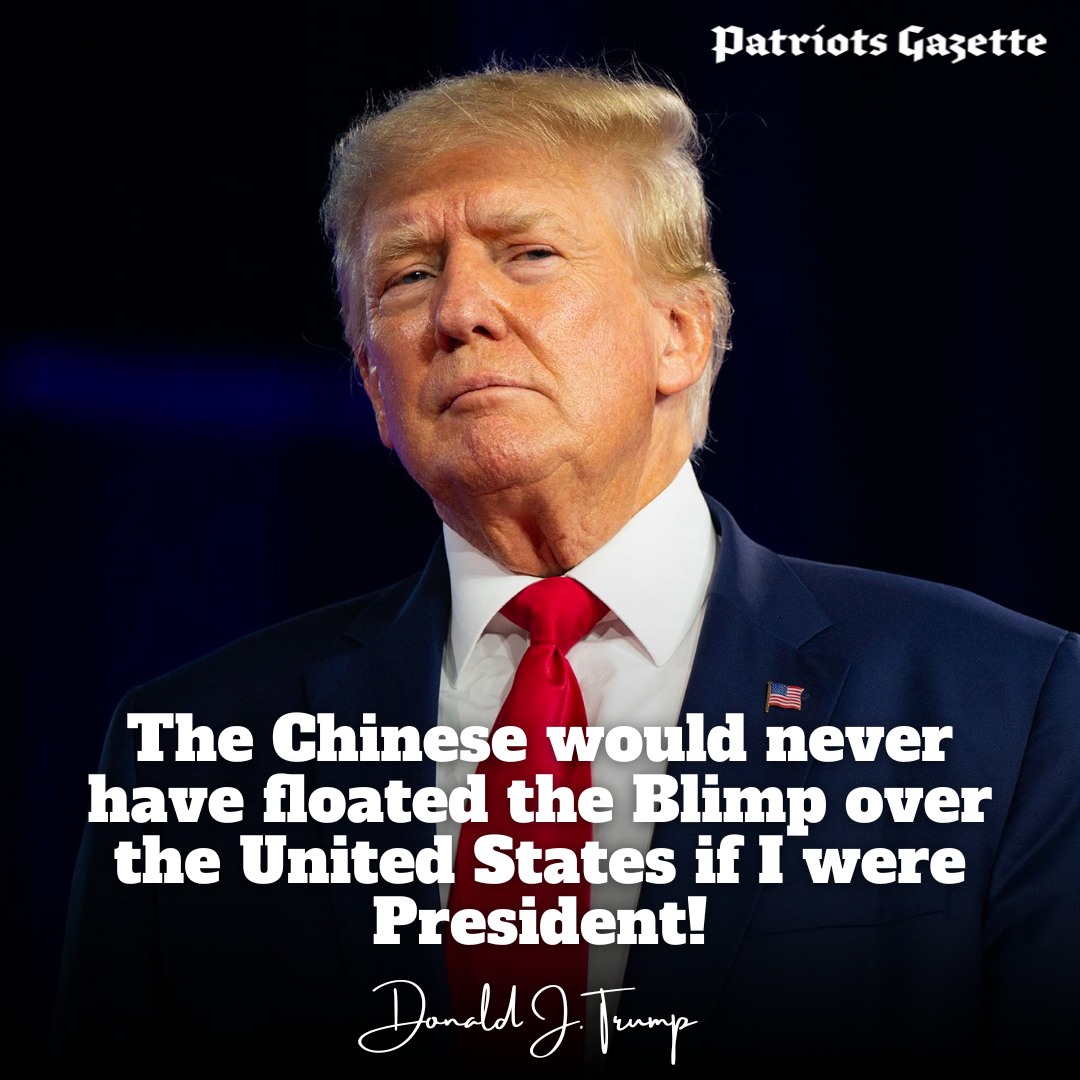 Patriots Gazette
The Chinese would never
have floated the Blimp over
the United States if I were
President!
Donald J. Trump